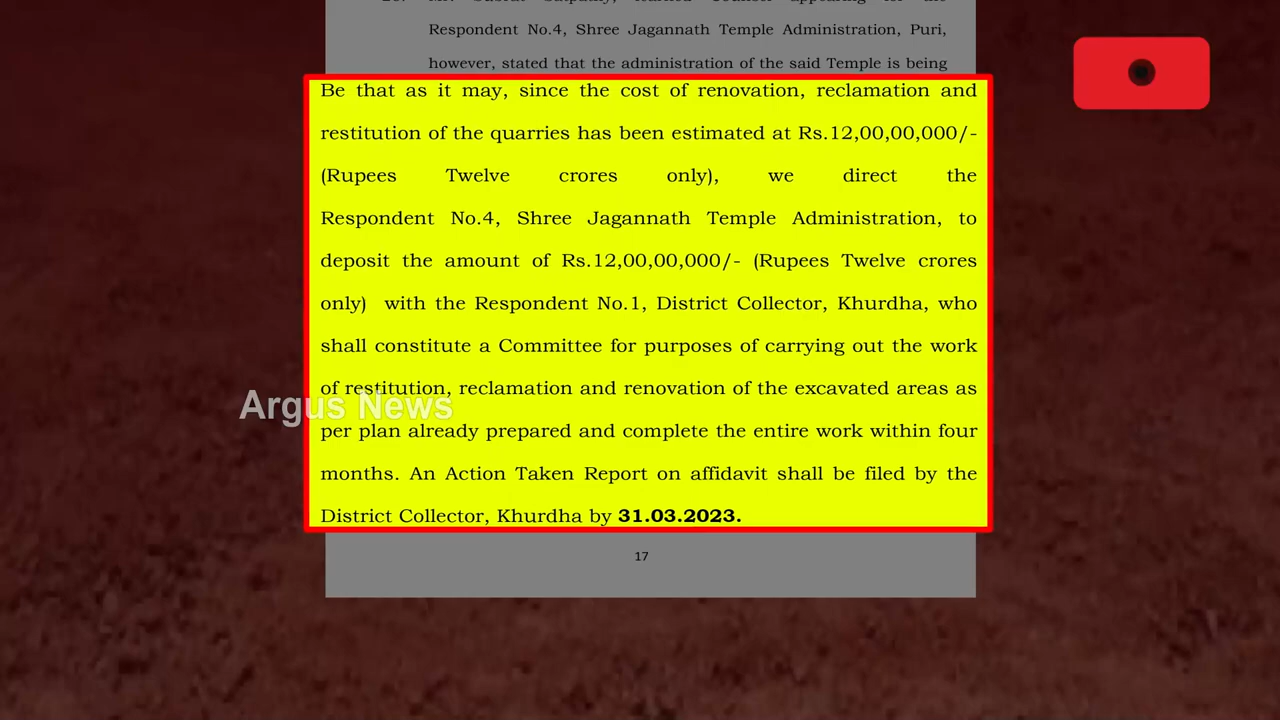 Respondent No.4, Shree Jagannath Temple Administration, Puri,
however, stated that the administration of the said Temple is being
Be that as it may, since the cost of renovation, reclamation and
restitution of the quarries has been estimated at Rs.12,00,00,000/-
(Rupees Twelve crores only), we direct the
Respondent No.4, Shree Jagannath Temple Administration, to
deposit the amount of Rs.12,00,00,000/- (Rupees Twelve crores
only) with the Respondent No.1, District Collector, Khurdha, who
shall constitute a Committee for purposes of carrying out the work
of restitution, reclamation and renovation of the excavated areas as
Argus News
per plan already prepared and complete the entire work within four
months. An Action Taken Report on affidavit shall be filed by the
District Collector, Khurdha by 31.03.2023.
17